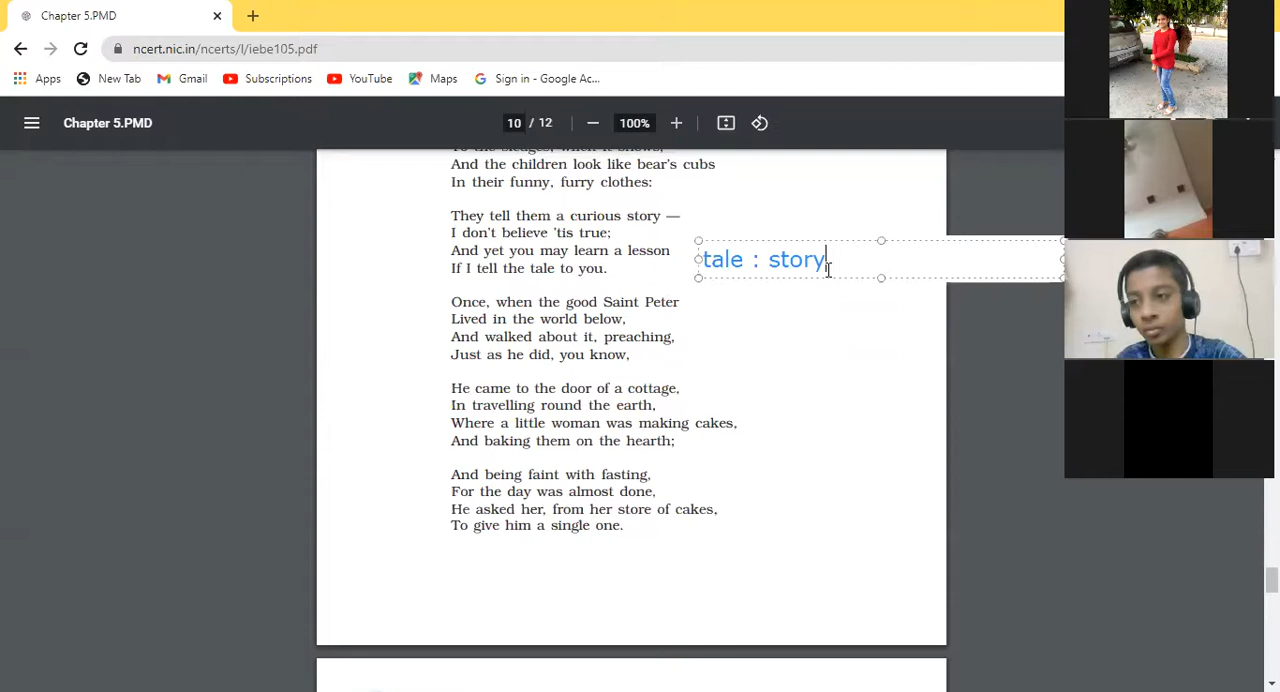 Chapter 5.PMD
ncert.nic.in/ncerts/l/iebe105.pdf
Apps New Tab Gmail Subscriptions YouTube Maps Sign in - Google Ac...
Chapter 5.PMD 10 / 12 100%
To the sledges, when it snows,
And the children look like bear's cubs
In their funny, furry clothes:
They tell them a curious story —
I don't believe 'tis true;
And yet you may learn a lesson
If I tell the tale to you.
tale : story
Once, when the good Saint Peter
Lived in the world below,
And walked about it, preaching,
Just as he did, you know,
He came to the door of a cottage,
In travelling round the earth,
Where a little woman was making cakes,
And baking them on the hearth;
And being faint with fasting,
For the day was almost done,
He asked her, from her store of cakes,
To give him a single one.